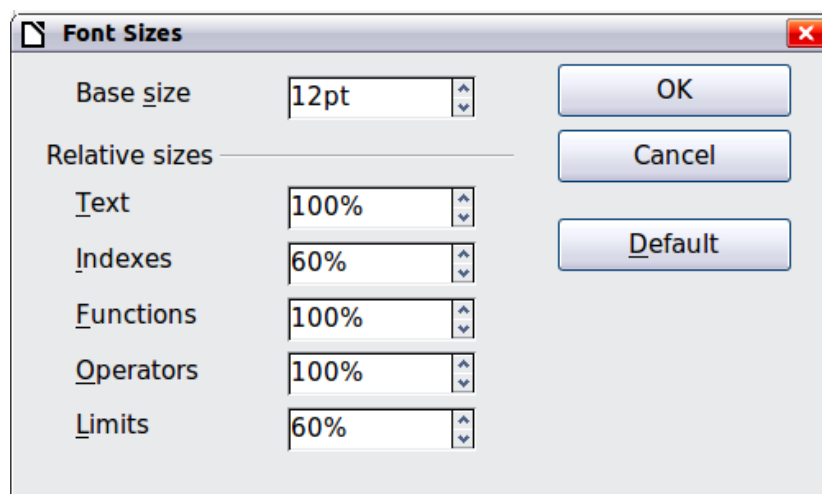 Font Sizes
Base size 12pt OK
Relative sizes Cancel
Text 100%
Default
Indexes 60%
Functions 100%
Operators 100%
Limits 60%